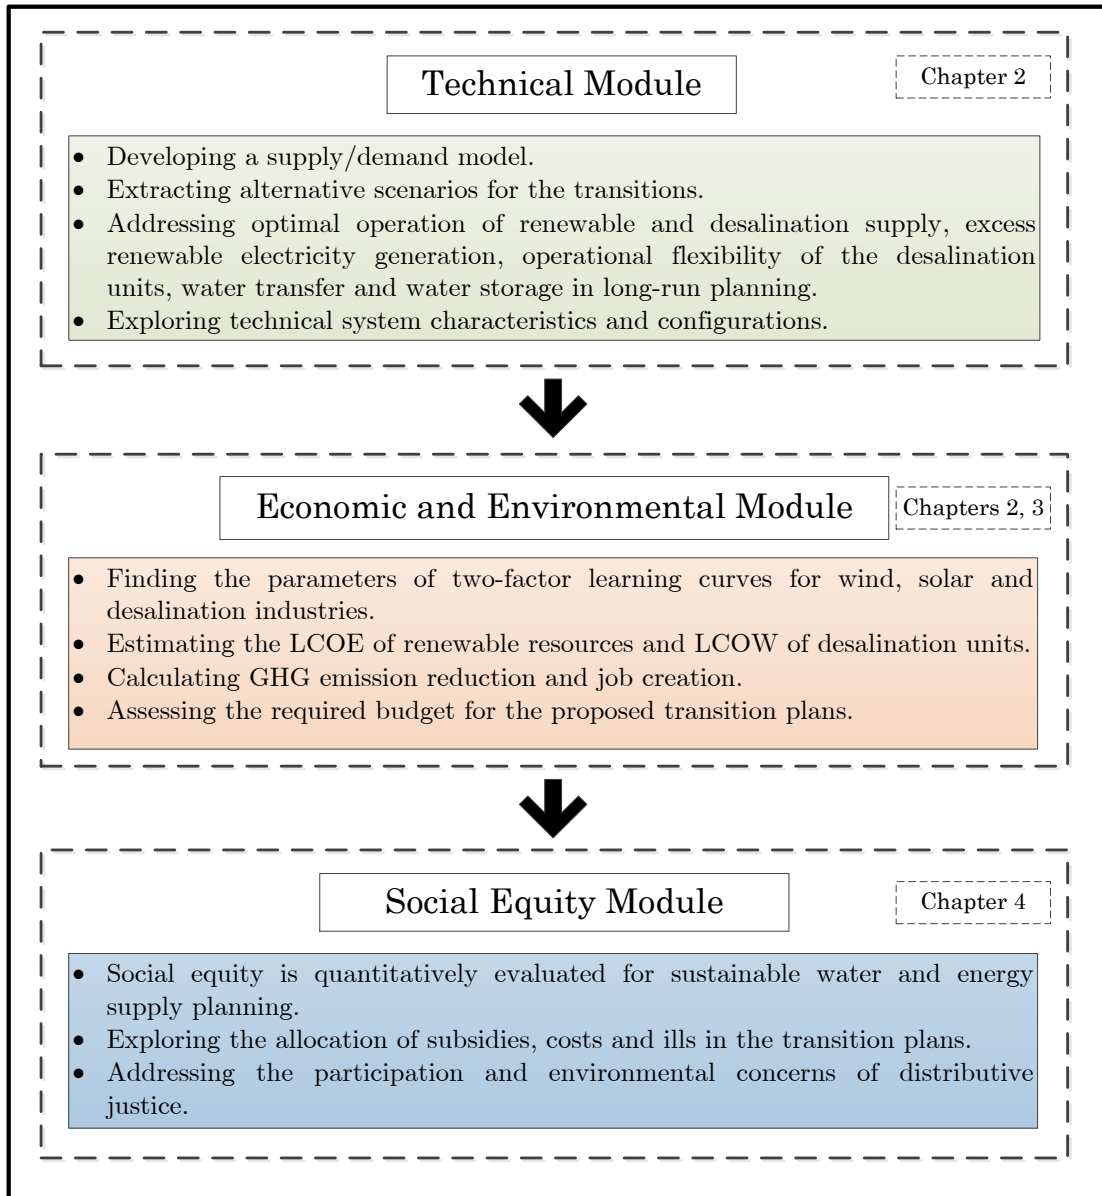 Technical Module
Chapter 2
• Developing a supply/demand model.
• Extracting alternative scenarios for the transitions.
• Addressing optimal operation of renewable and desalination supply, excess
renewable electricity generation, operational flexibility of the desalination
units, water transfer and water storage in long-run planning.
• Exploring technical system characteristics and configurations.
Economic and Environmental Module
Chapters 2, 3
• Finding the parameters of two-factor learning curves for wind, solar and
desalination industries.
• Estimating the LCOE of renewable resources and LCOW of desalination units.
• Calculating GHG emission reduction and job creation.
• Assessing the required budget for the proposed transition plans.
Social Equity Module
Chapter 4
• Social equity is quantitatively evaluated for sustainable water and energy
supply planning.
• Exploring the allocation of subsidies, costs and ills in the transition plans.
• Addressing the participation and environmental concerns of distributive
justice.